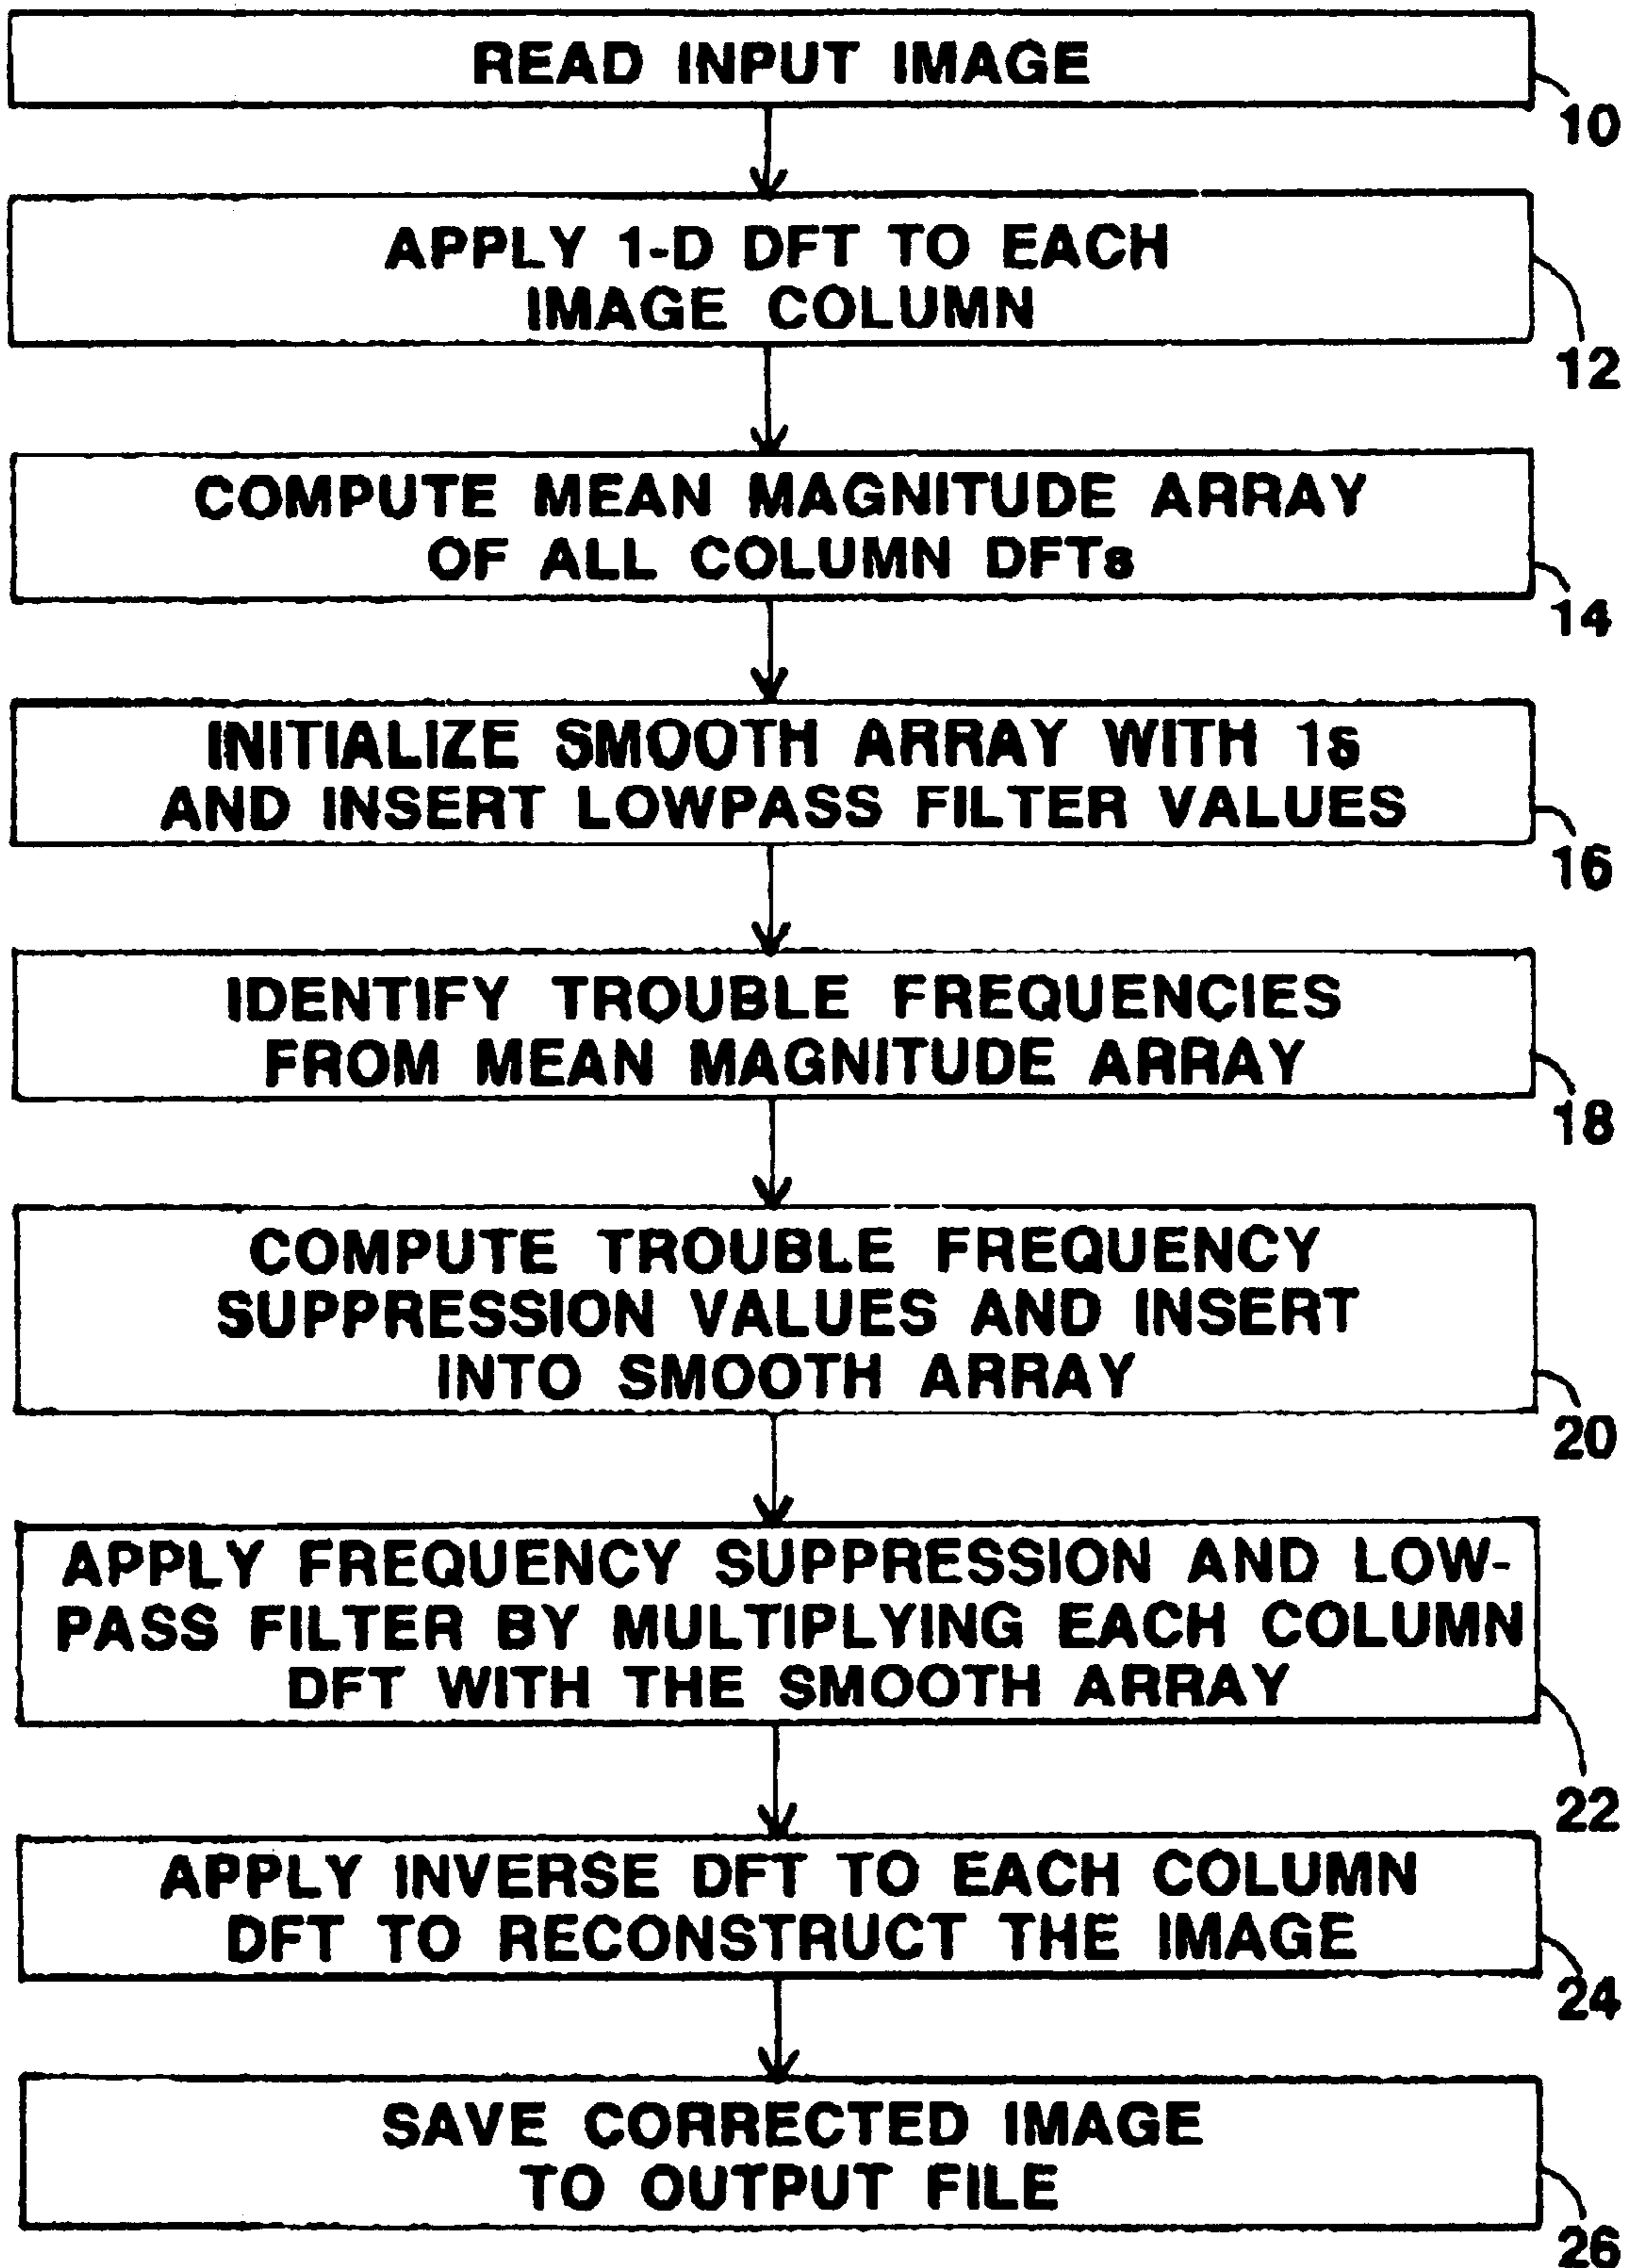 READ INPUT IMAGE
10
APPLY 1-D DFT TO EACH
IMAGE COLUMN
12
COMPUTE MEAN MAGNITUDE ARRAY
OF ALL COLUMN DFTs
14
INITIALIZE SMOOTH ARRAY WITH 1s
AND INSERT LOWPASS FILTER VALUES
16
IDENTIFY TROUBLE FREQUENCIES
FROM MEAN MAGNITUDE ARRAY
18
COMPUTE TROUBLE FREQUENCY
SUPPRESSION VALUES AND INSERT
INTO SMOOTH ARRAY
20
APPLY FREQUENCY SUPPRESSION AND LOW-
PASS FILTER BY MULTIPLYING EACH COLUMN
DFT WITH THE SMOOTH ARRAY
22
APPLY INVERSE DFT TO EACH COLUMN
DFT TO RECONSTRUCT THE IMAGE
24
SAVE CORRECTED IMAGE
TO OUTPUT FILE
26